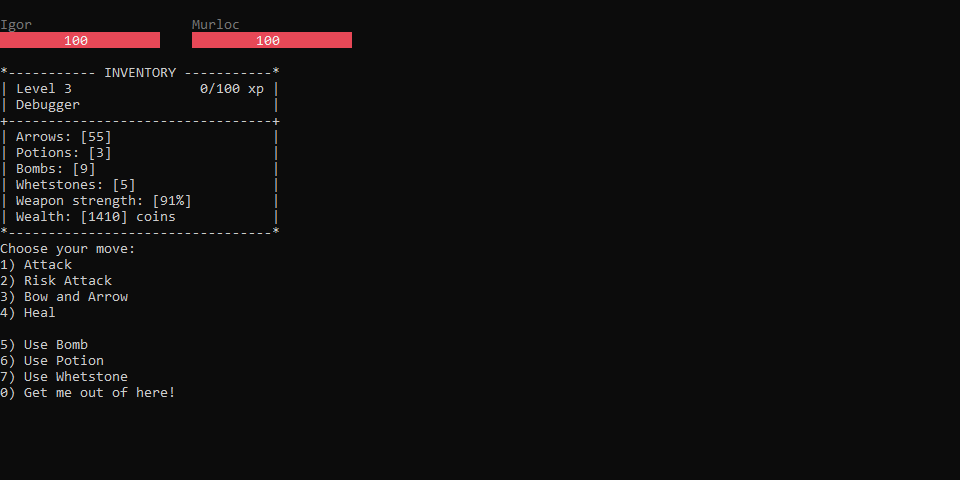 Igor Murloc
100 100
*----------- INVENTORY -----------*
| Level 3                0/100 xp |
| Debugger                        |
+---------------------------------+
| Arrows: [55]                    |
| Potions: [3]                    |
| Bombs: [9]                      |
| Whetstones: [5]                 |
| Weapon strength: [91%]          |
| Wealth: [1410] coins            |
*---------------------------------*
Choose your move:
1) Attack
2) Risk Attack
3) Bow and Arrow
4) Heal
5) Use Bomb
6) Use Potion
7) Use Whetstone
0) Get me out of here!